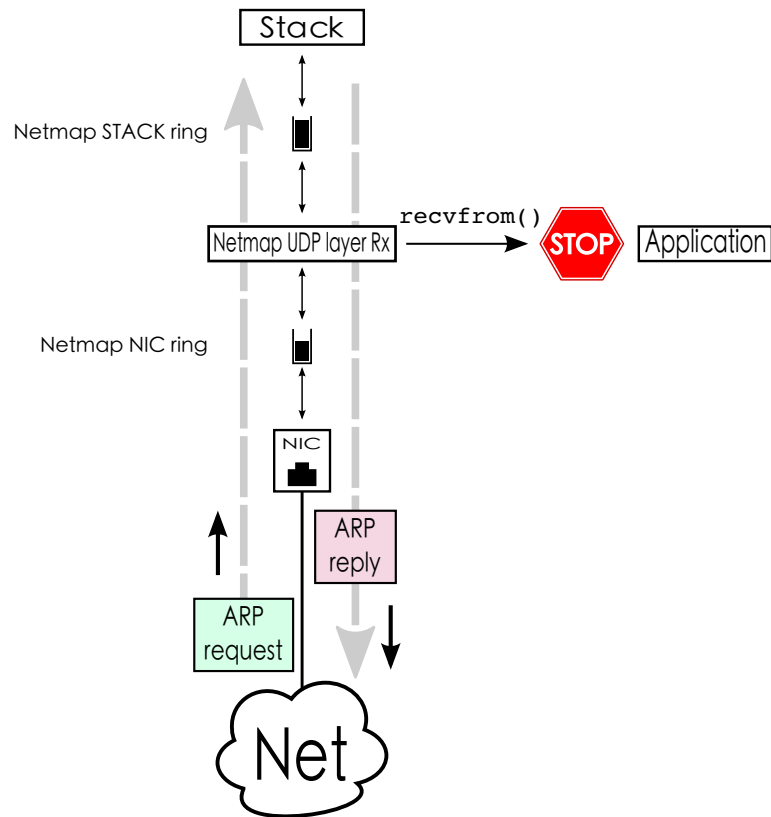 Stack
Netmap STACK ring
recvfrom()
Netmap UDP layer Rx
STOP
Application
Netmap NIC ring
NIC
ARP
reply
ARP
request
Net